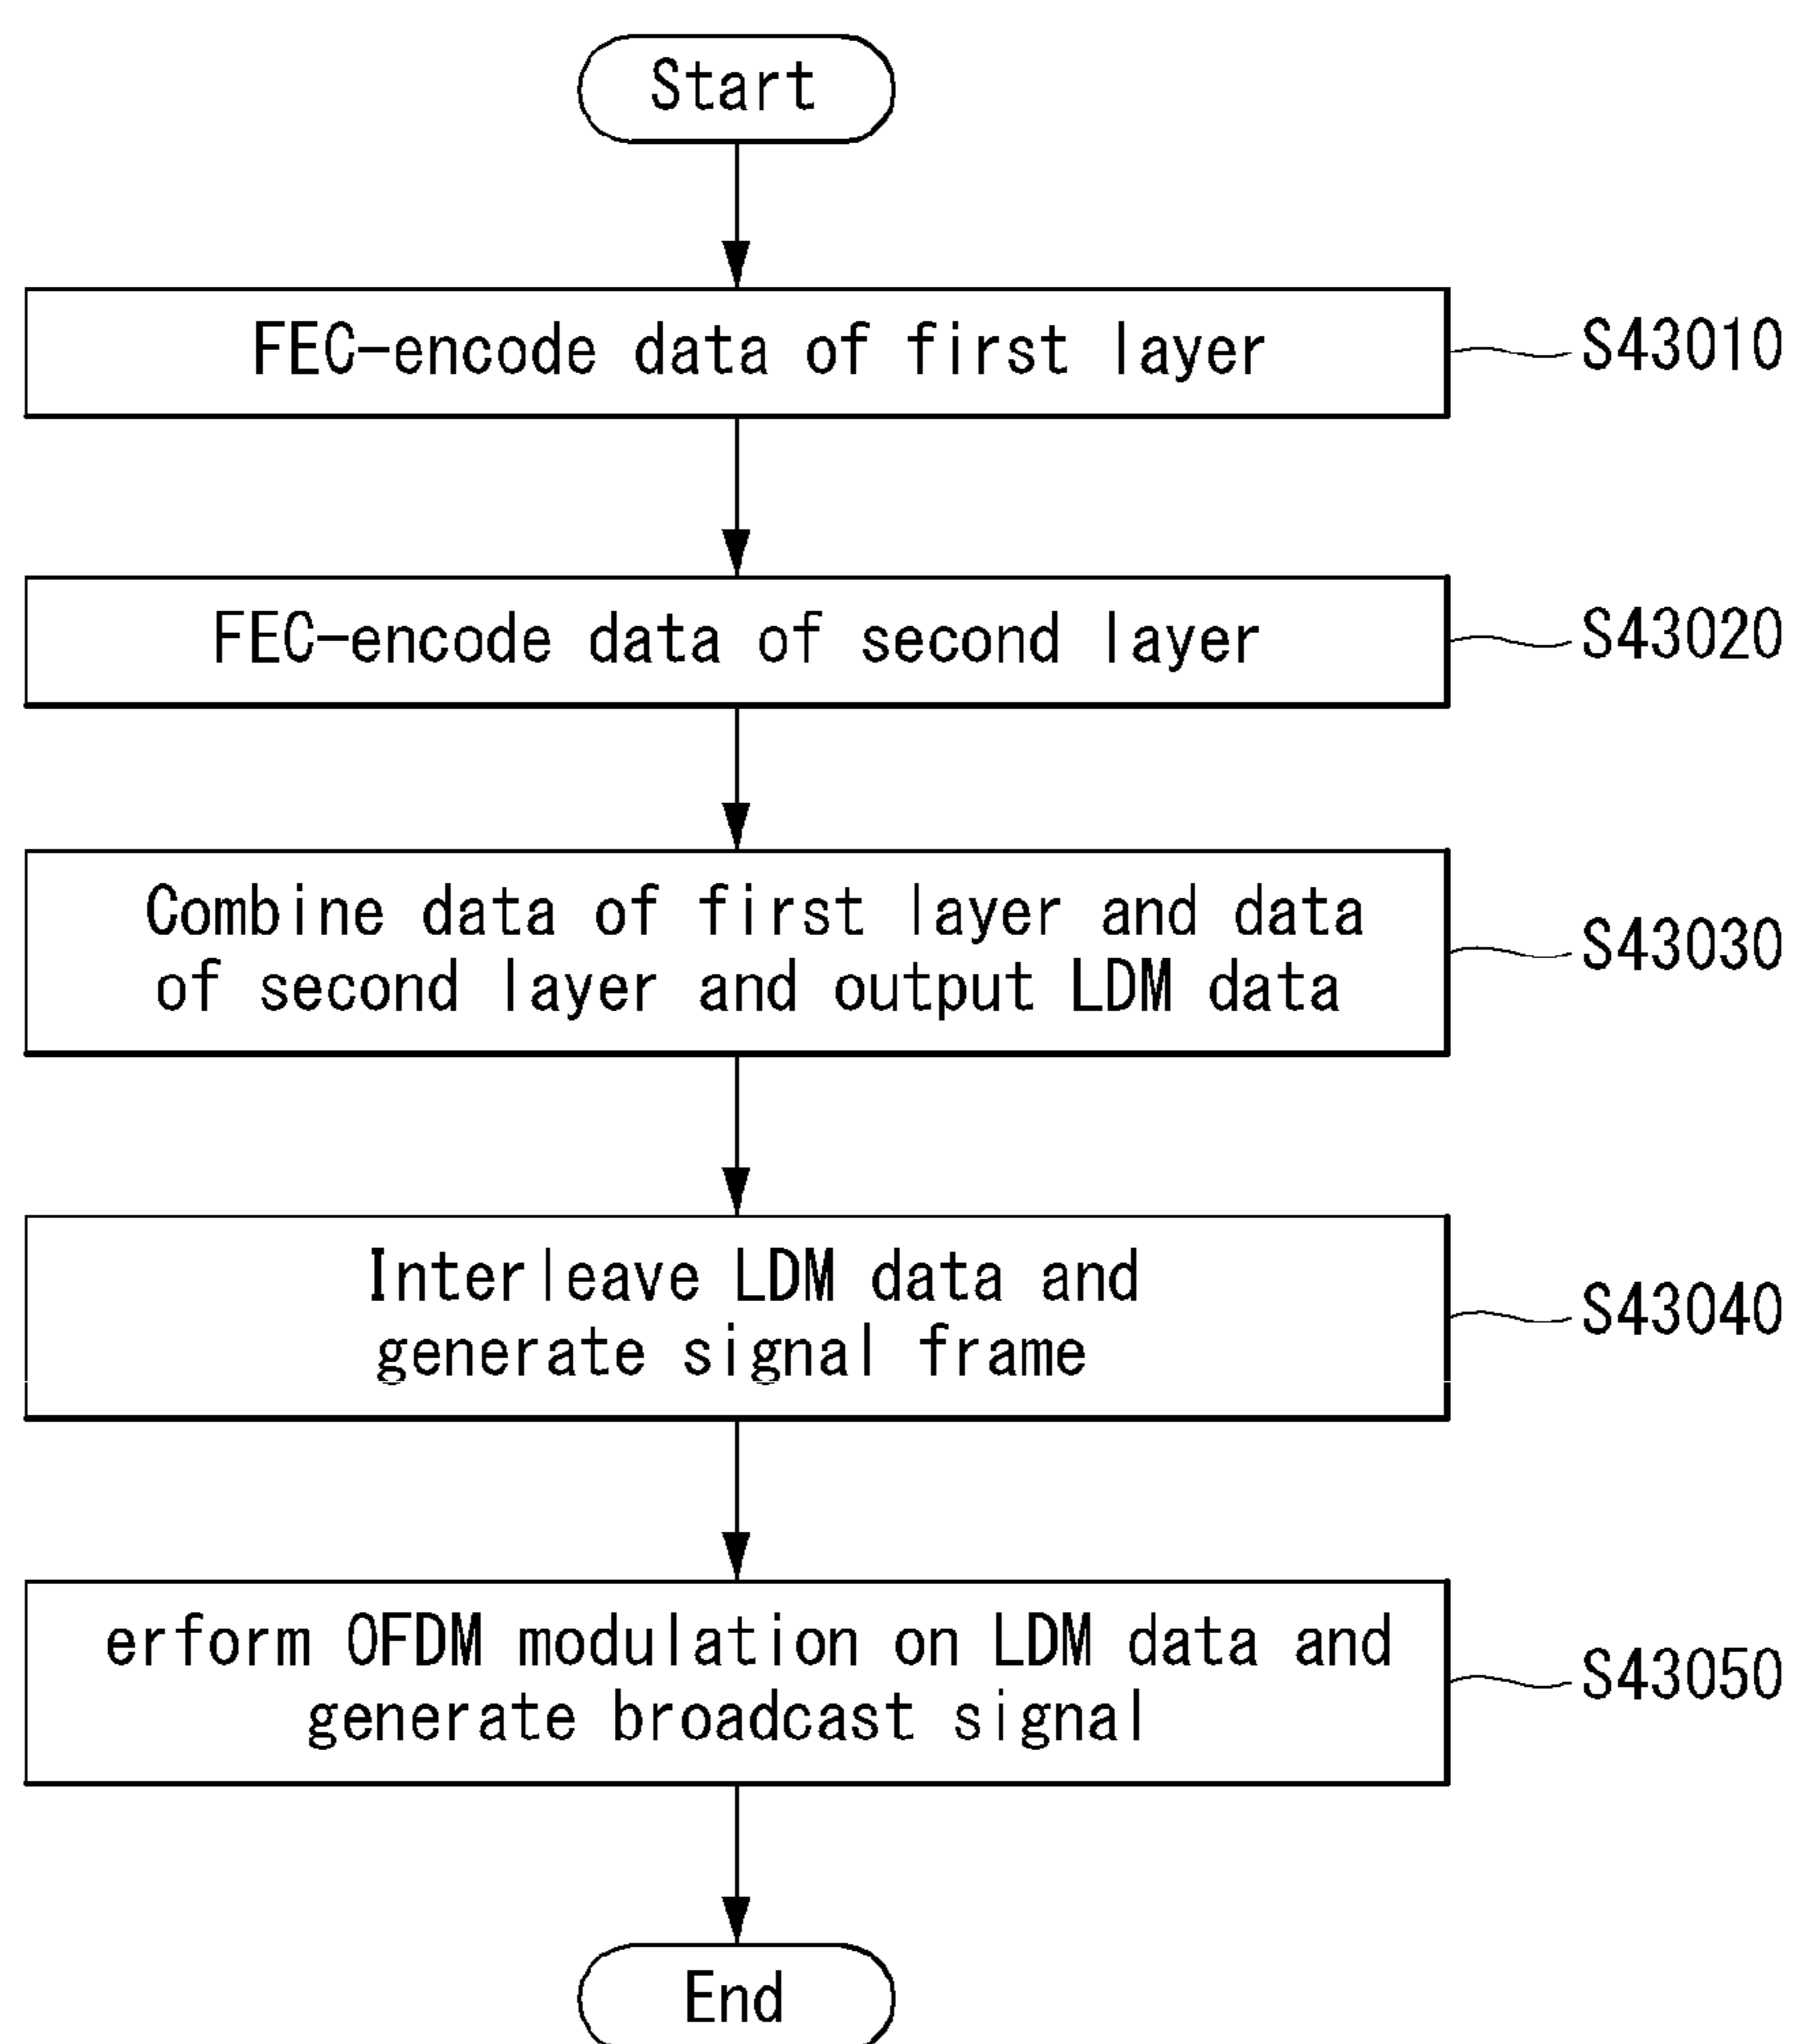 Start
FEC-encode data of first layer
S43010
FEC-encode data of second layer
S43020
Combine data of first layer and data
of second layer and output LDM data
S43030
Interleave LDM data and
generate signal frame
S43040
erform OFDM modulation on LDM data and
generate broadcast signal
S43050
End